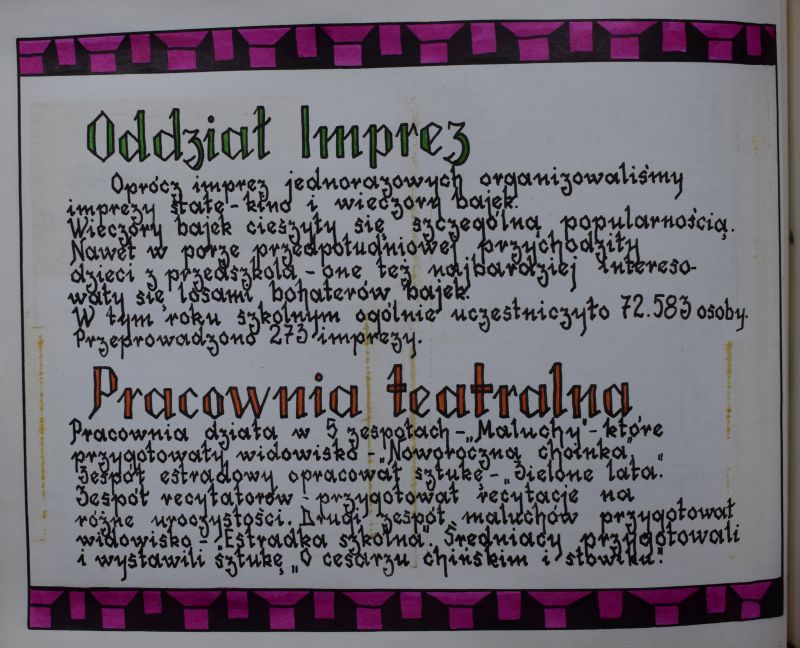 Oddział Imprez
Oprócz imprez jednorazowych organizowaliśmy
imprezy stałe - kino i wieczory bajek.
Wieczory bajek cieszyły się szczególną popularnością.
Nawet w porze przedpołudniowej przychodziły
dzieci z przedszkola, - one też najbardziej intereso-
wały się losami bohaterów bajek.
W tym roku szkolnym ogólnie uczestniczyło 72.583 osoby.
Przeprowadzono 273 imprezy.
Pracownia teatralna
Pracownia działa w 5 zespołach - „Maluchy" - które
przygotowały widowisko - „Noworoczna choinka".
Zespół estradowy opracował sztukę - „Zielone lata".
Zespół recytatorów - przygotował recytacje na
różne uroczystości. Drugi zespół maluchów przygotował
widowisko - "Estradka szkolna". Średniacy przygotowali
i wystawili sztukę „O cesarzu chińskim i słowiku".